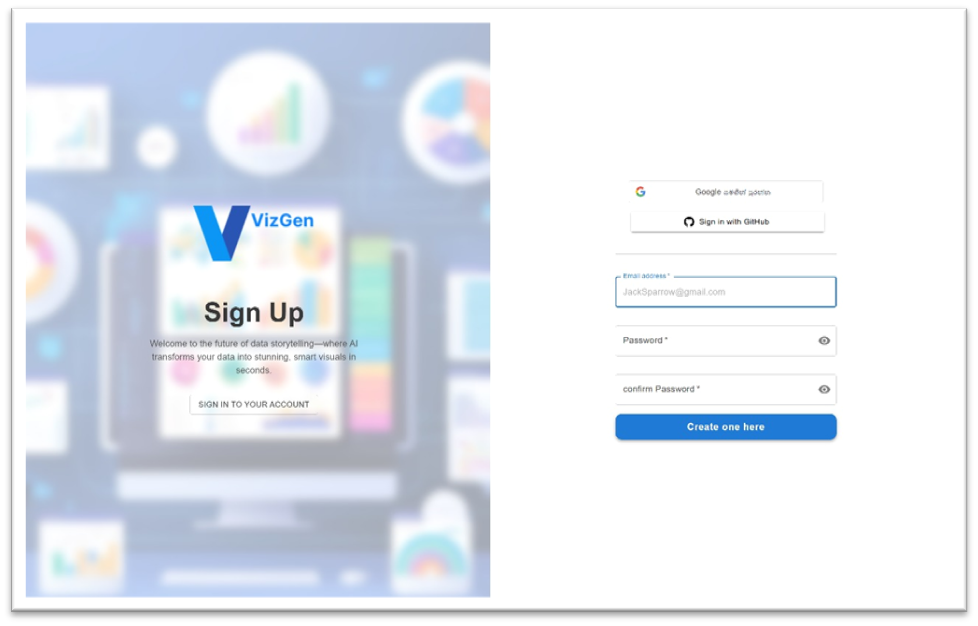 VizGen
Sign Up
Welcome to the future of data storytelling—where AI
transforms your data into stunning, smart visuals in
seconds.
SIGN IN TO YOUR ACCOUNT
Google
Sign in with GitHub
Email address *
JackSparrow@gmail.com
Password *
confirm Password *
Create one here